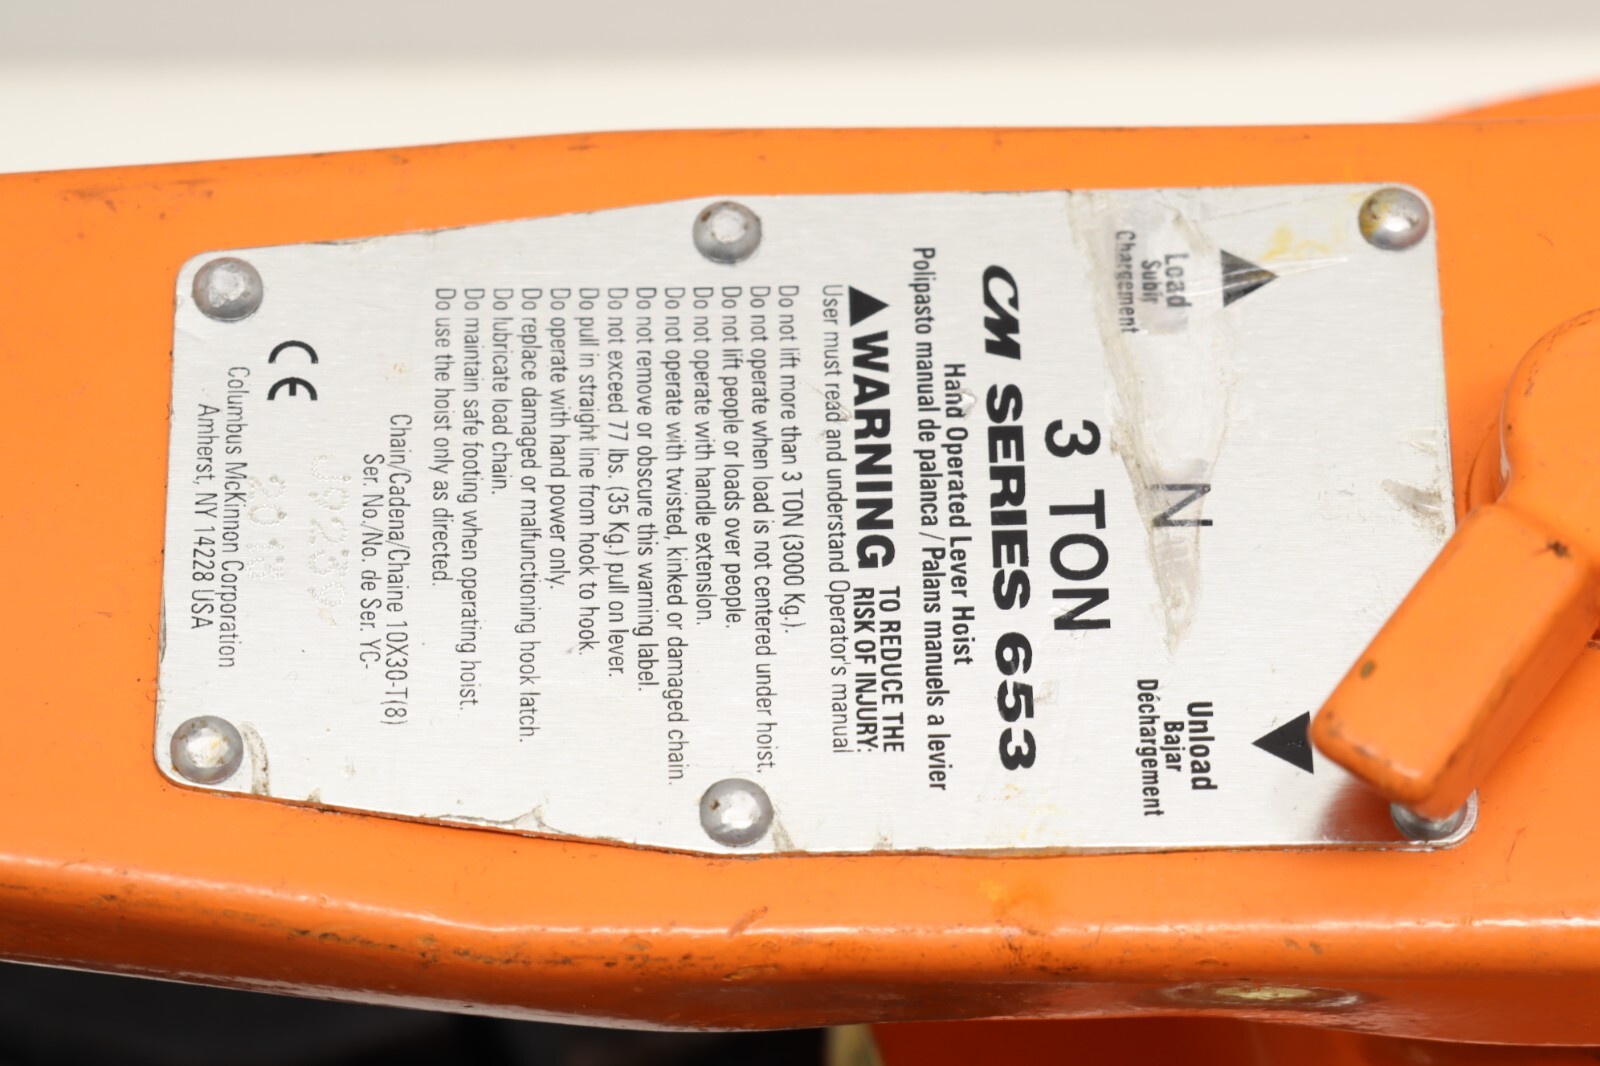 Load
Subir
Chargement
N
Unload
Bajar
Déchargement
3 TON
CM SERIES 653
Hand Operated Lever Hoist
Polipasto manual de palanca / Palans manuels a levier
WARNING TO REDUCE THE
RISK OF INJURY:
User must read and understand Operator's manual
Do not lift more than 3 TON (3000 Kg.).
Do not operate when load is not centered under hoist.
Do not lift people or loads over people.
Do not operate with handle extension.
Do not operate with twisted, kinked or damaged chain.
Do not remove or obscure this warning label.
Do not exceed 77 lbs. (35 Kg.) pull on lever.
Do pull in straight line from hook to hook.
Do operate with hand power only.
Do replace damaged or malfunctioning hook latch.
Do lubricate load chain.
Do maintain safe footing when operating hoist.
Do use the hoist only as directed.
Chain/Cadena/Chaine 10X30-T(8)
Ser. No./No. de Ser. YC-
CE
Columbus McKinnon Corporation
Amherst, NY 14228 USA